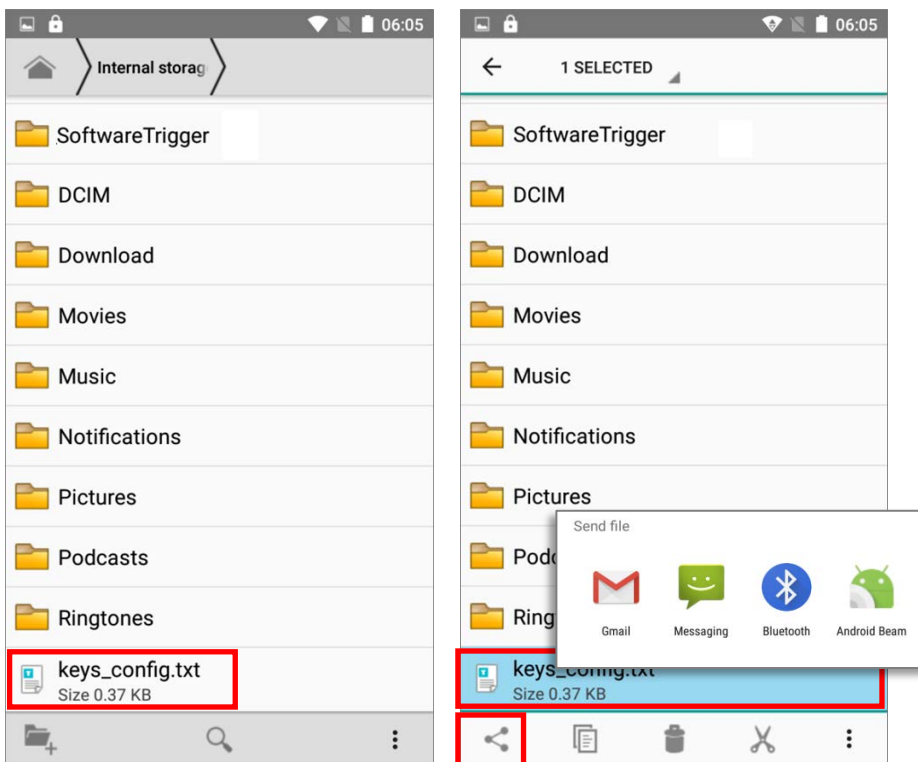 06:05
Internal storag
SoftwareTrigger
DCIM
Download
Movies
Music
Notifications
Pictures
Podcasts
Ringtones
keys_config.txt
Size 0.37 KB
06:05
1 SELECTED
SoftwareTrigger
DCIM
Download
Movies
Music
Notifications
Pictures
Podc
Ring
keys_config.txt
Size 0.37 KB
Send file
Gmail Messaging Bluetooth Android Beam